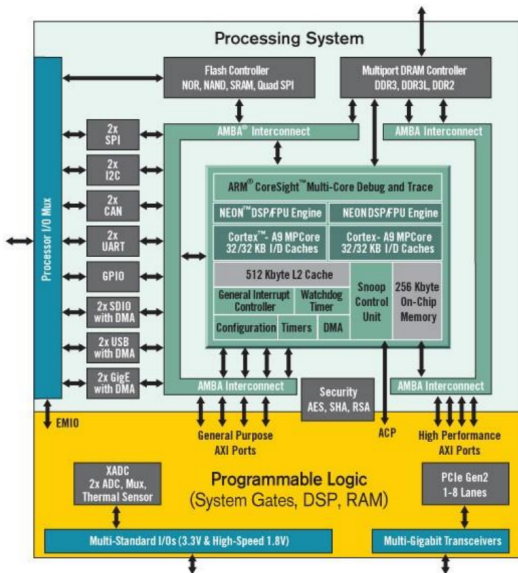 Processing System
Flash Controller
NOR, NAND, SRAM, Quad SPI
Multiport DRAM Controller
DDR3, DDR3L, DDR2
Processor I/O Mux
2x
SPI
2x
I2C
2x
CAN
2x
UART
GPIO
2x SDIO
with DMA
2x USB
with DMA
2x GigE
with DMA
AMBA® Interconnect
AMBA Interconnect
ARM® CoreSight™ Multi-Core Debug and Trace
NEON™ DSP/FPU Engine
NEON DSP/FPU Engine
Cortex™- A9 MPCore
32/32 KB I/D Caches
Cortex- A9 MPCore
32/32 KB I/D Caches
512 Kbyte L2 Cache
Snoop
Control
Unit
256 Kbyte
On-Chip
Memory
General Interrupt
Controller
Watchdog
Timer
Configuration
Timers
DMA
AMBA Interconnect
Security
AES, SHA, RSA
AMBA Interconnect
EMIO
General Purpose
AXI Ports
ACP
High Performance
AXI Ports
XADC
2x ADC, Mux,
Thermal Sensor
Programmable Logic
(System Gates, DSP, RAM)
PCIe Gen2
1-8 Lanes
Multi-Standard I/Os (3.3V & High-Speed 1.8V)
Multi-Gigabit Transceivers